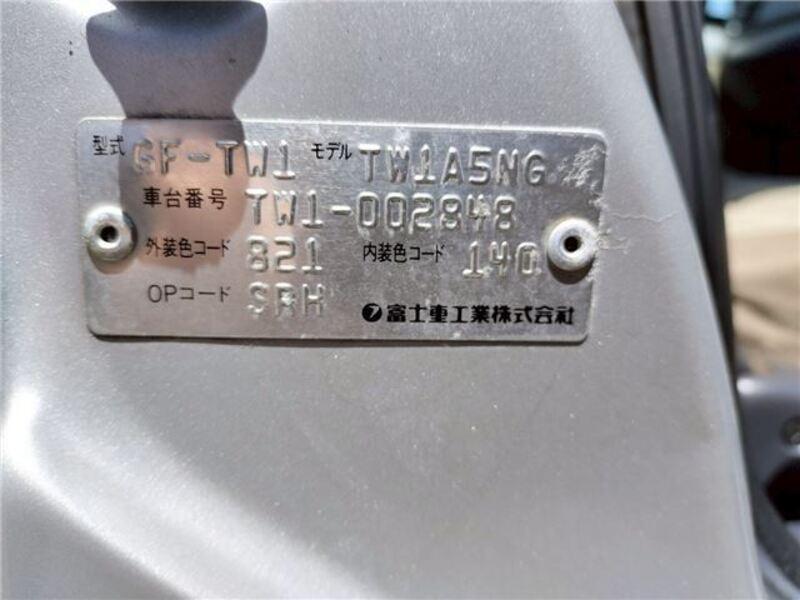 型式 GF-TW1 モデル TW1A5NG
車台番号 TW1-002848
外装色コード 821 内装色コード 140
OPコード SRH 富士重工業株式会社